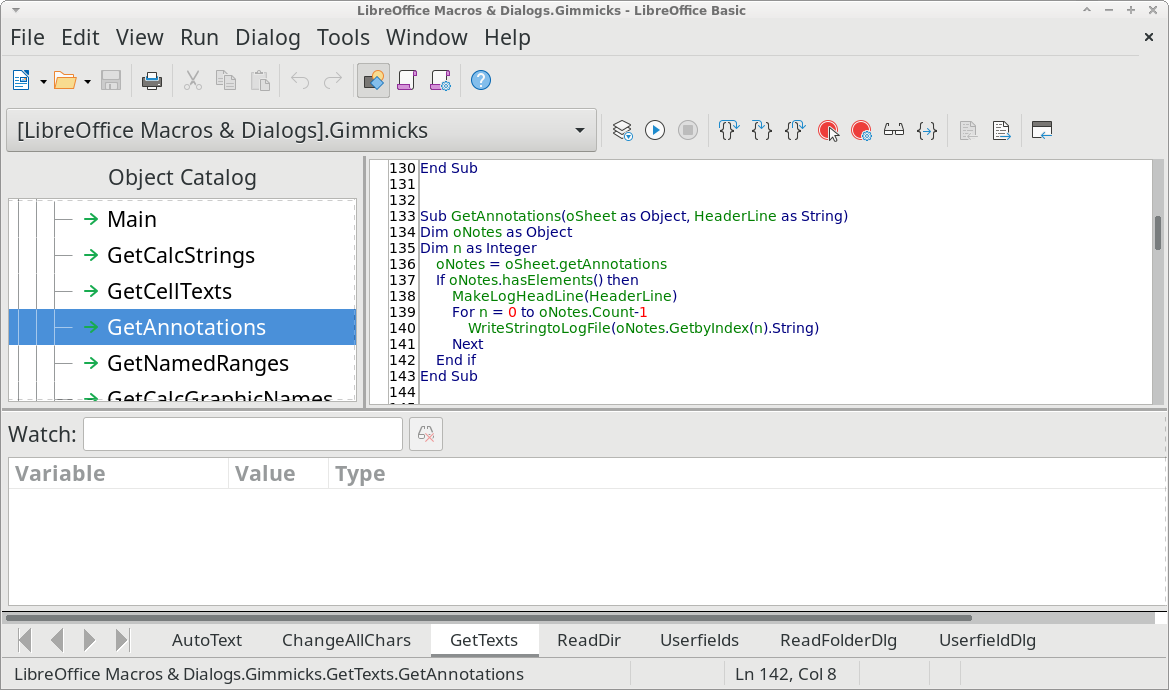 LibreOffice Macros & Dialogs.Gimmicks - LibreOffice Basic
File Edit View Run Dialog Tools Window Help
[LibreOffice Macros & Dialogs].Gimmicks
Object Catalog
Main
GetCalcStrings
GetCellTexts
GetAnnotations
GetNamedRanges
GetCalcGraphicNames
130 End Sub
131
132
133 Sub GetAnnotations(oSheet as Object, HeaderLine as String)
134 Dim oNotes as Object
135 Dim n as Integer
136 oNotes = oSheet.getAnnotations
137 If oNotes.hasElements() then
138 MakeLogHeadLine(HeaderLine)
139 For n = 0 to oNotes.Count-1
140 WriteStringtoLogFile(oNotes.GetbyIndex(n).String)
141 Next
142 End if
143 End Sub
144
Watch:
Variable Value Type
AutoText ChangeAllChars GetTexts ReadDir Userfields ReadFolderDlg UserfieldDlg
LibreOffice Macros & Dialogs.Gimmicks.GetTexts.GetAnnotations Ln 142, Col 8